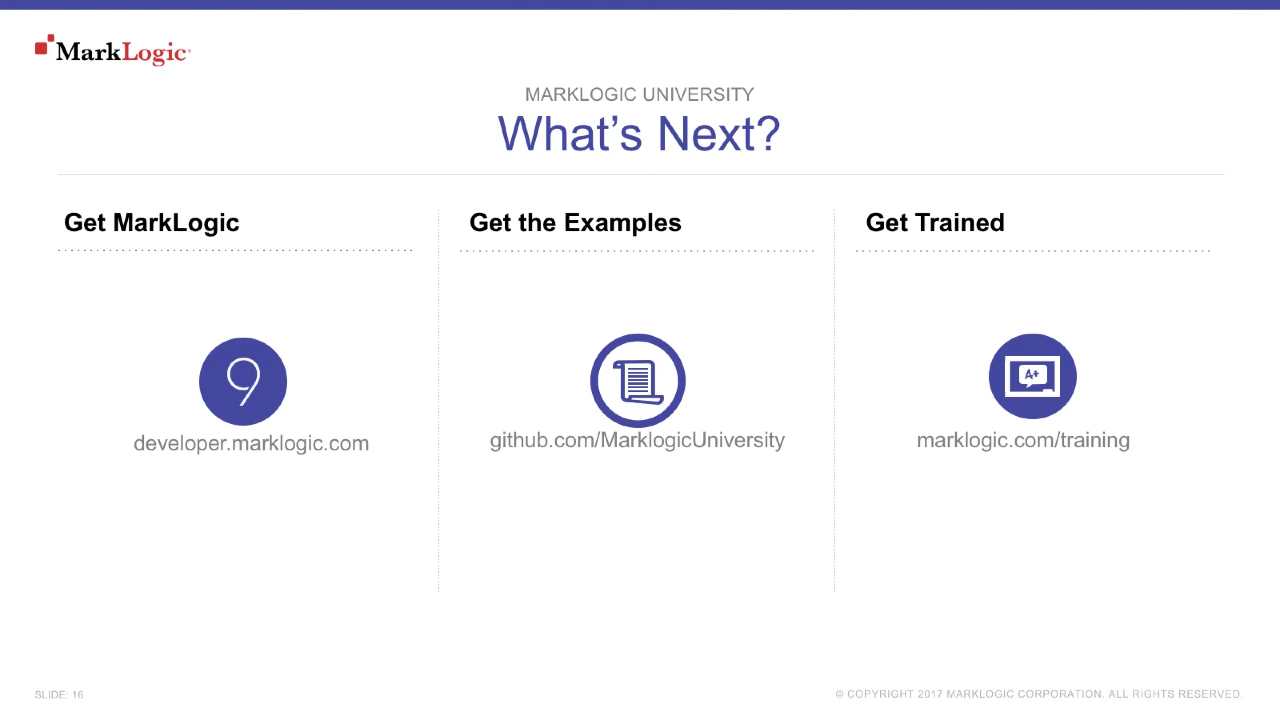 MarkLogic
MARKLOGIC UNIVERSITY
What's Next?
Get MarkLogic
9
developer.marklogic.com
Get the Examples
github.com/MarklogicUniversity
Get Trained
A+
marklogic.com/training
SLIDE: 16
© COPYRIGHT 2017 MARKLOGIC CORPORATION. ALL RIGHTS RESERVED.